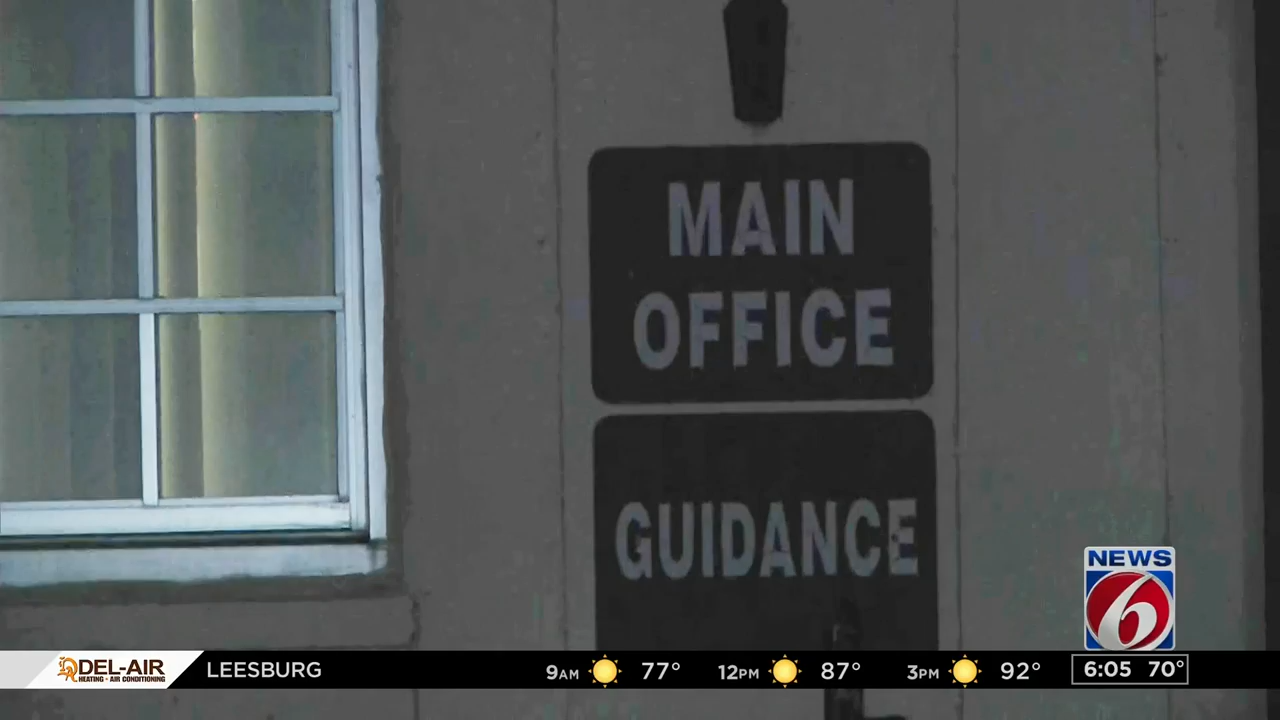 MAIN
OFFICE
GUIDANCE
NEWS
6
DEL-AIR
HEATING · AIR CONDITIONING
LEESBURG
9AM 77° 12PM 87° 3PM 92° 6:05 70°